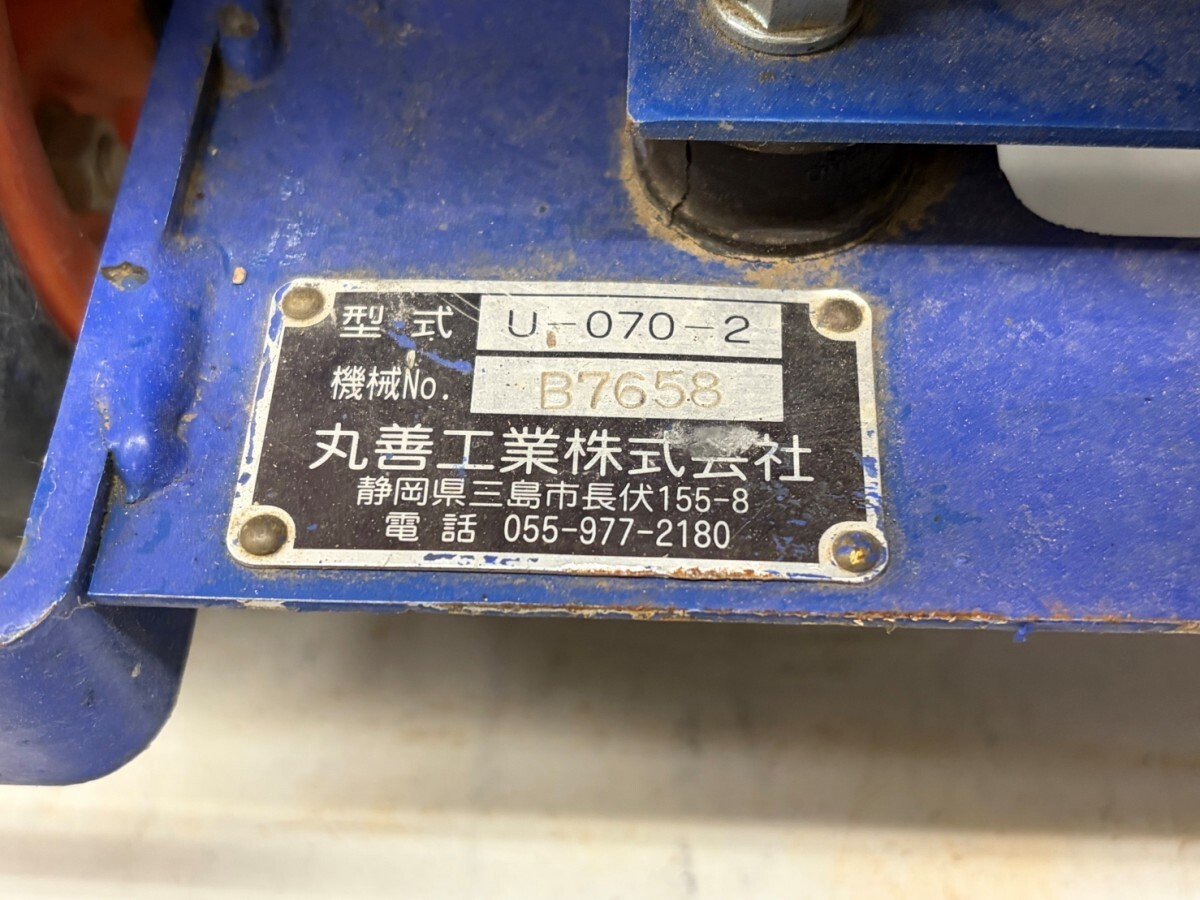 型式 U-070-2
機械No. B7658
丸善工業株式会社
静岡県三島市長伏155-8
電話 055-977-2180